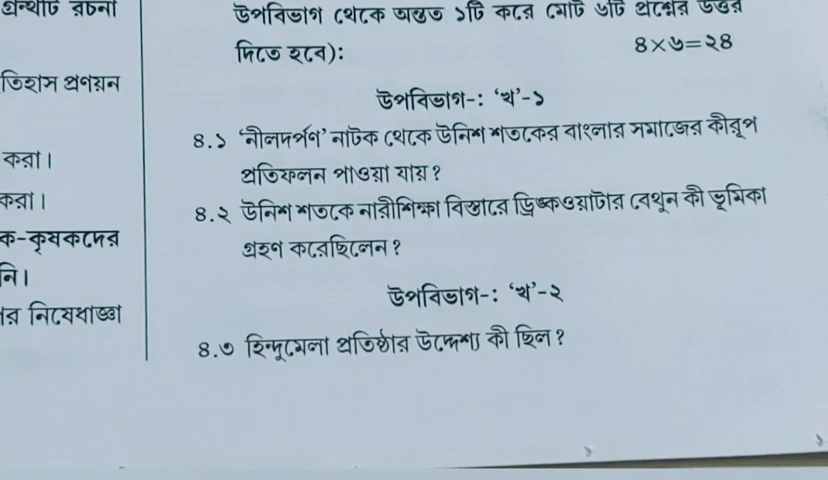 গ্রন্থটি রচনা
তিহাস প্রণয়ন
করা।
করা।
ক-কৃষকদের
নি।
র নিষেধাজ্ঞা
উপবিভাগ থেকে অন্তত ১টি করে মোট ৬টি প্রশ্নের উত্তর
দিতে হবে): ৪×৬=২৪
উপবিভাগ-: ‘খ’-১
৪.১ ‘নীলদর্পণ’ নাটক থেকে উনিশ শতকের বাংলার সমাজের কীরূপ
প্রতিফলন পাওয়া যায়?
৪.২ উনিশ শতকে নারীশিক্ষা বিস্তারে ড্রিঙ্কওয়াটার বেথুন কী ভূমিকা
গ্রহণ করেছিলেন?
উপবিভাগ-: ‘খ’-২
৪.৩ হিন্দুমেলা প্রতিষ্ঠার উদ্দেশ্য কী ছিল?